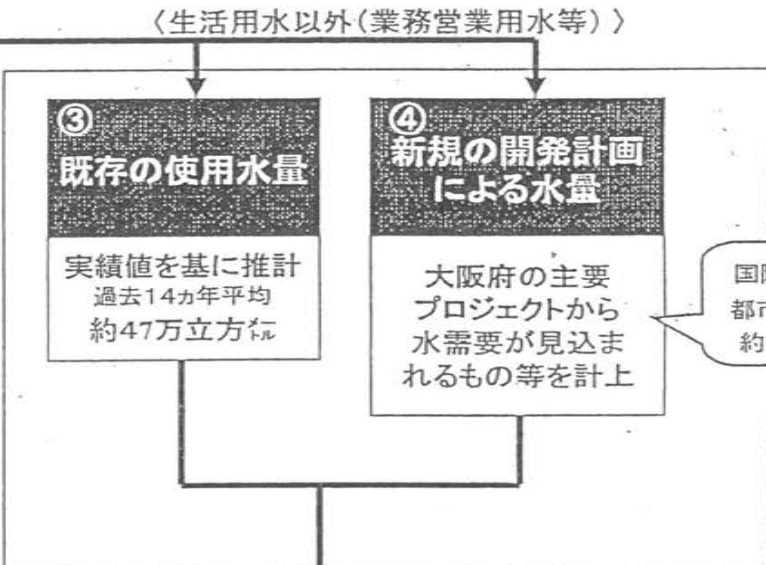 〈生活用水以外(業務営業用水等)〉
③
既存の使用水量
実績値を基に推計
過去14ヵ年平均
約47万立方メートル
④
新規の開発計画
による水量
大阪府の主要
プロジェクトから
水需要が見込ま
れるもの等を計上
都市
約